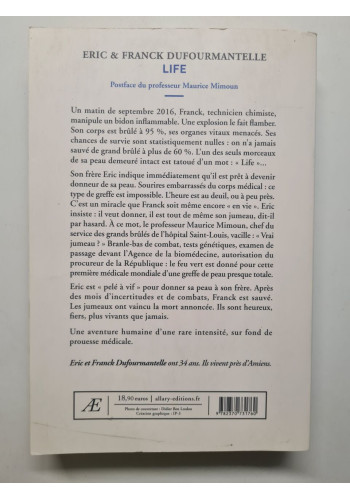 ERIC & FRANCK DUFOURMANTELLE
LIFE
Postface du professeur Maurice Mimoun
Un matin de septembre 2016, Franck, technicien chimiste,
manipule un bidon inflammable. Une explosion le fait flamber.
Son corps est brûlé à 95 %, ses organes vitaux menacés. Ses
chances de survie sont statistiquement nulles : on n'a jamais
sauvé de grand brûlé à plus de 60 %. L'un des seuls morceaux
de sa peau demeuré intact est tatoué d'un mot : « Life »...
Son frère Eric indique immédiatement qu'il est prêt à devenir
donneur de sa peau. Sourires embarrassés du corps médical : ce
type de greffe est impossible. L'heure est au deuil, ou à peu près.
C'est un miracle que Franck soit même encore « en vie ». Eric
insiste : il veut donner, il est tout de même son jumeau, dit-il
par hasard. À ce mot, le professeur Maurice Mimoun, chef du
service des grands brûlés de l'hôpital Saint-Louis, vacille : « Vrai
jumeau ? » Branle-bas de combat, tests génétiques, examen de
passage devant l'Agence de la biomédecine, autorisation du
procureur de la République : le feu vert est donné pour cette
première médicale mondiale d'une greffe de peau presque totale.
Eric est « pelé à vif » pour donner sa peau à son frère. Après
des mois d'incertitudes et de combats, Franck est sauvé.
Les jumeaux ont vaincu la mort annoncée. Ils sont heureux,
fiers, plus vivants que jamais.
Une aventure humaine d'une rare intensité, sur fond de
prouesse médicale.
Eric et Franck Dufourmantelle ont 34 ans. Ils vivent près d'Amiens.
Æ
18,90 euros | allary-editions.fr